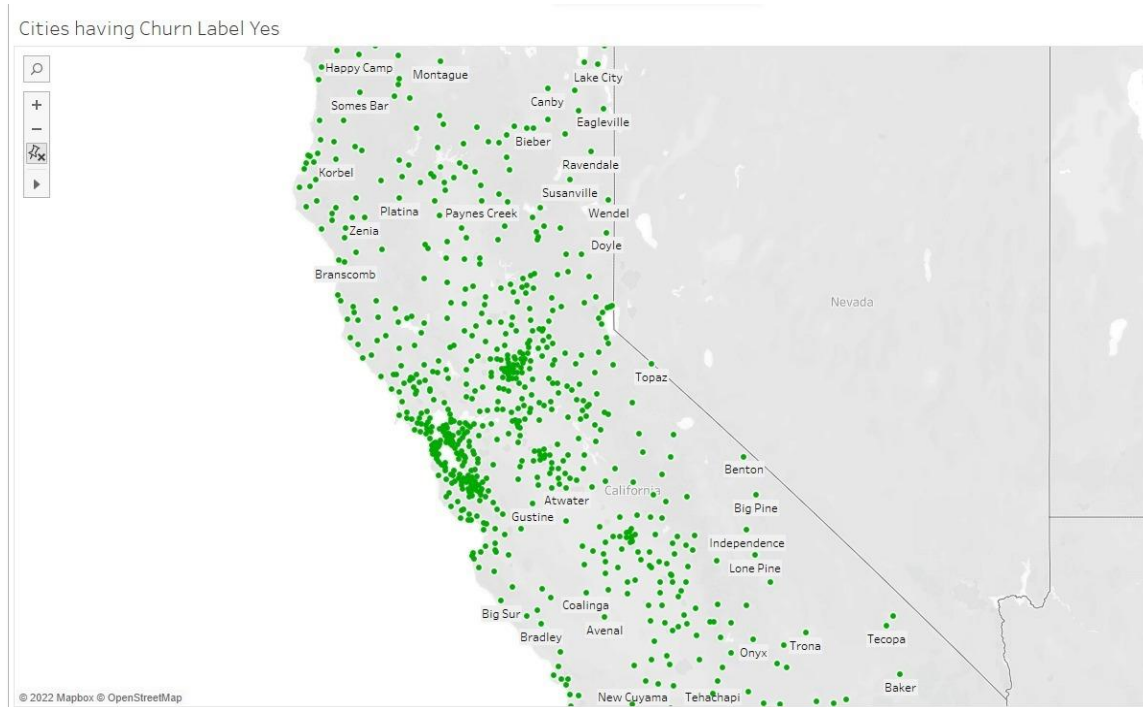 Cities having Churn Label Yes
Happy Camp
Montague
Lake City
Somes Bar
Canby
Eagleville
Bieber
Ravendale
Korbel
Susanville
Platina
Paynes Creek
Wendel
Zenia
Doyle
Branscomb
Nevada
Topaz
Benton
California
Atwater
Big Pine
Gustine
Independence
Lone Pine
Coalinga
Big Sur
Avenal
Bradley
Tecopa
Trona
Onyx
Baker
New Cuyama
Tehachapi
© 2022 Mapbox © OpenStreetMap